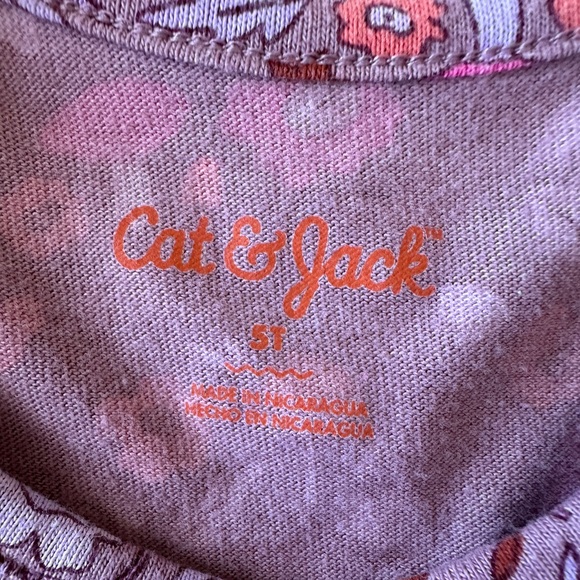 Cat & Jack™
5T
MADE IN NICARAGUA
HECHO EN NICARAGUA